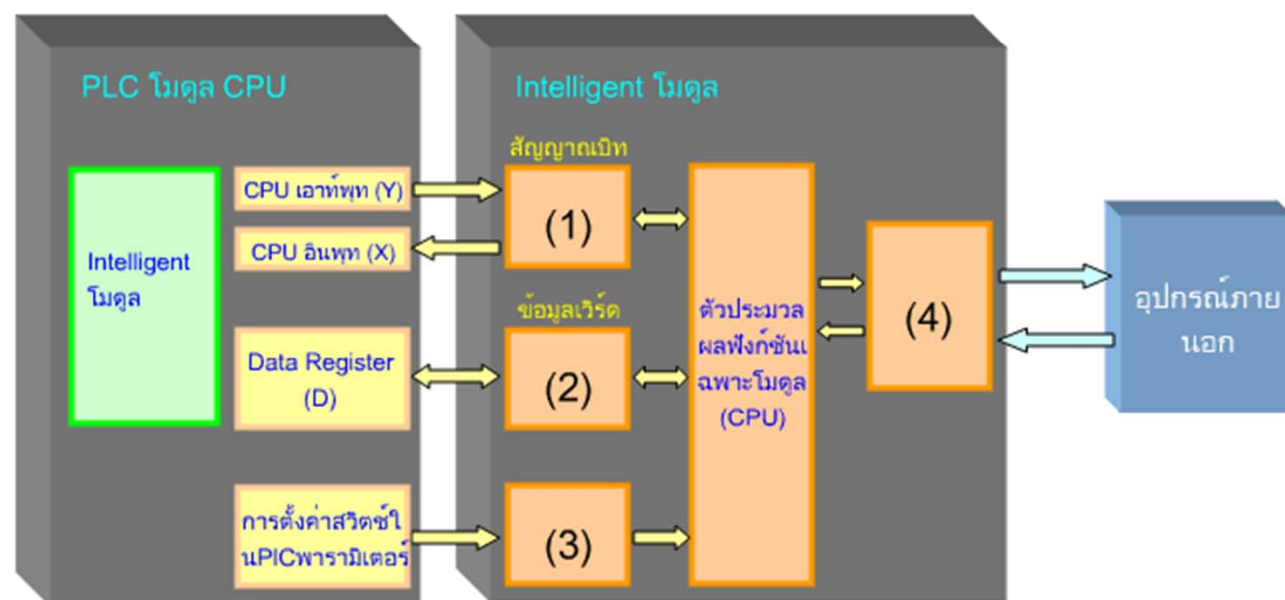 PLC โมดูล CPU
Intelligent
โมดูล
CPU เอาท์พุท (Y)
CPU อินพุท (X)
Data Register
(D)
การตั้งค่าสวิตช์ใ
นPICพารามิเตอร์
Intelligent โมดูล
สัญญาณบิท
(1)
ข้อมูลเวิร์ด
(2)
(3)
ตัวประมวล
ผลฟังก์ชันเ
ฉพาะโมดูล
(CPU)
(4)
อุปกรณ์ภาย
นอก